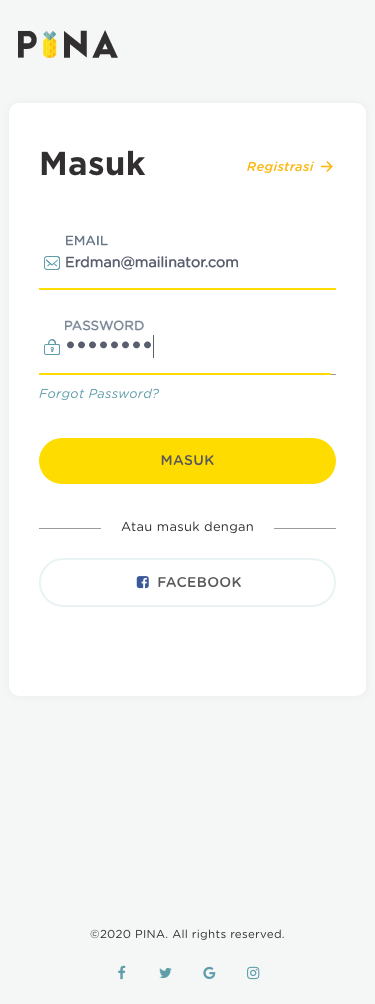 PINA
Masuk
Registrasi →
EMAIL
Erdman@mailinator.com
PASSWORD
••••••••
Forgot Password?
MASUK
Atau masuk dengan
FACEBOOK
©2020 PINA. All rights reserved.